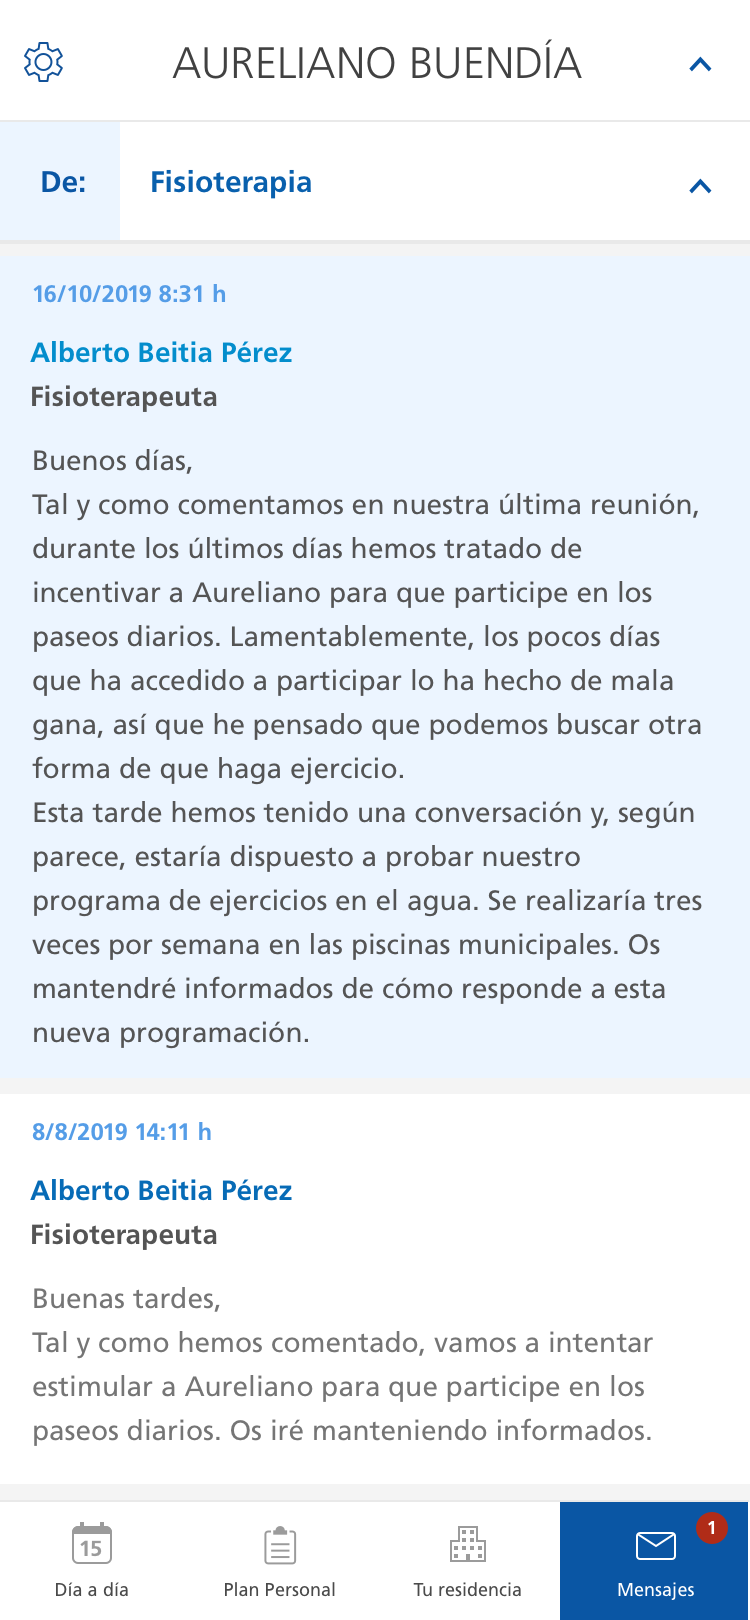 AURELIANO BUENDÍA
De:
Fisioterapia
16/10/2019 8:31 h
Alberto Beitia Pérez
Fisioterapeuta
Buenos días,
Tal y como comentamos en nuestra última reunión,
durante los últimos días hemos tratado de
incentivar a Aureliano para que participe en los
paseos diarios. Lamentablemente, los pocos días
que ha accedido a participar lo ha hecho de mala
gana, así que he pensado que podemos buscar otra
forma de que haga ejercicio.
Esta tarde hemos tenido una conversación y, según
parece, estaría dispuesto a probar nuestro
programa de ejercicios en el agua. Se realizaría tres
veces por semana en las piscinas municipales. Os
mantendré informados de cómo responde a esta
nueva programación.
8/8/2019 14:11 h
Alberto Beitia Pérez
Fisioterapeuta
Buenas tardes,
Tal y como hemos comentado, vamos a intentar
estimular a Aureliano para que participe en los
paseos diarios. Os iré manteniendo informados.
15
Día a día
Plan Personal
Tu residencia
1
Mensajes